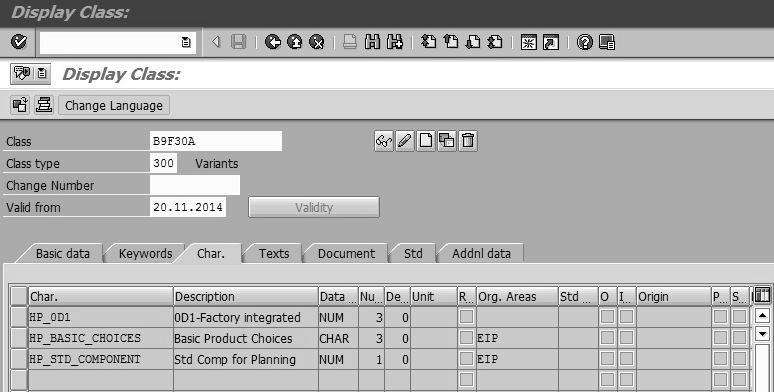 Display Class:
Display Class:
Change Language
Class B9F30A
Class type 300 Variants
Change Number
Valid from 20.11.2014 Validity
Basic data Keywords Char. Texts Document Std Addnl data
Char. Description Data ... Nu... De... Unit R... Org. Areas Std ... O I... Origin P... S...
HP_0D1 0D1-Factory integrated NUM 3 0
HP_BASIC_CHOICES Basic Product Choices CHAR 3 0 EIP
HP_STD_COMPONENT Std Comp for Planning NUM 1 0 EIP